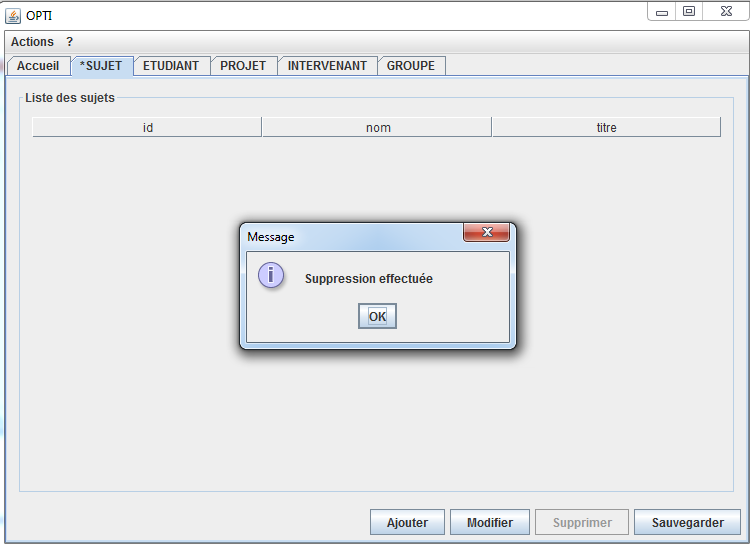 OPTI
Actions ?
Accueil *SUJET ETUDIANT PROJET INTERVENANT GROUPE
Liste des sujets
id nom titre
Message
Suppression effectuée
OK
Ajouter Modifier Supprimer Sauvegarder